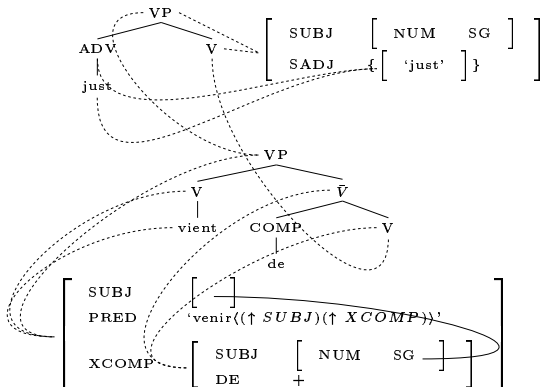 VP
ADV V
just
SUBJ [ NUM SG ]
SADJ { [ ‘just’ ] }
VP
V V̄
vient COMP V
de
SUBJ [ ]
PRED ‘venir⟨(↑ SUBJ)(↑ XCOMP)⟩’
XCOMP
SUBJ [ NUM SG ]
DE +